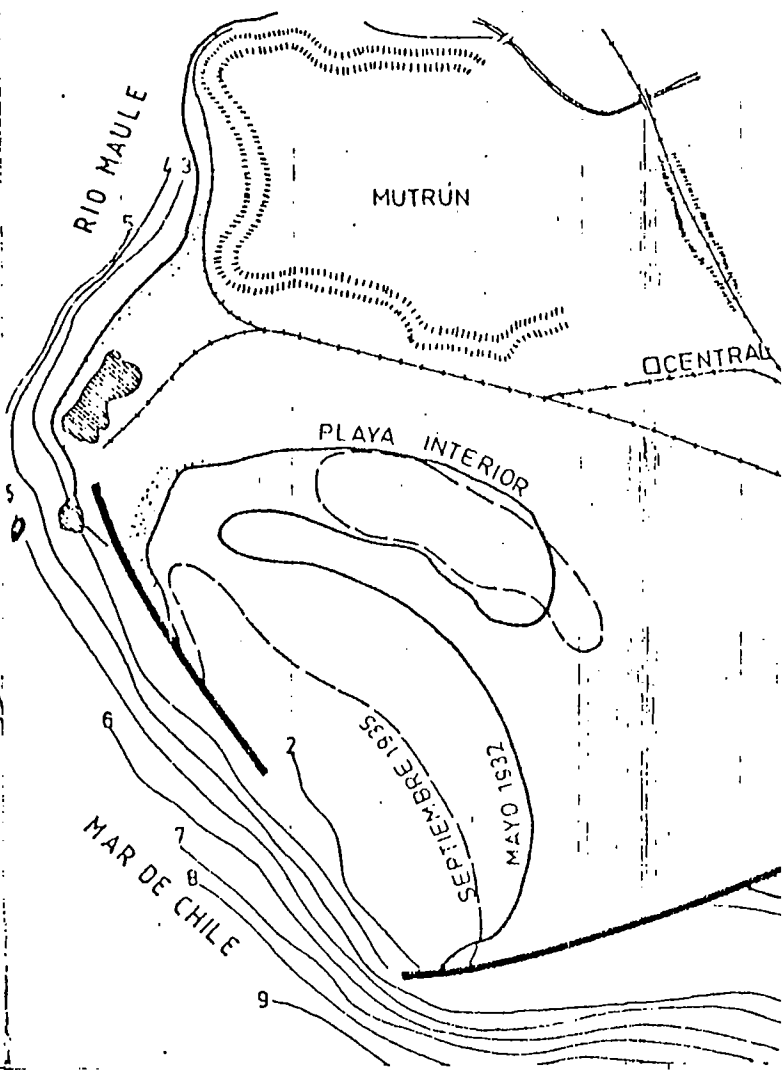 RIO MAULE
4 3
5
MUTRÚN
CENTRAL
PLAYA INTERIOR
5
6
2
SEPTIEMBRE 1935
MAYO 1932
7
8
MAR DE CHILE
9